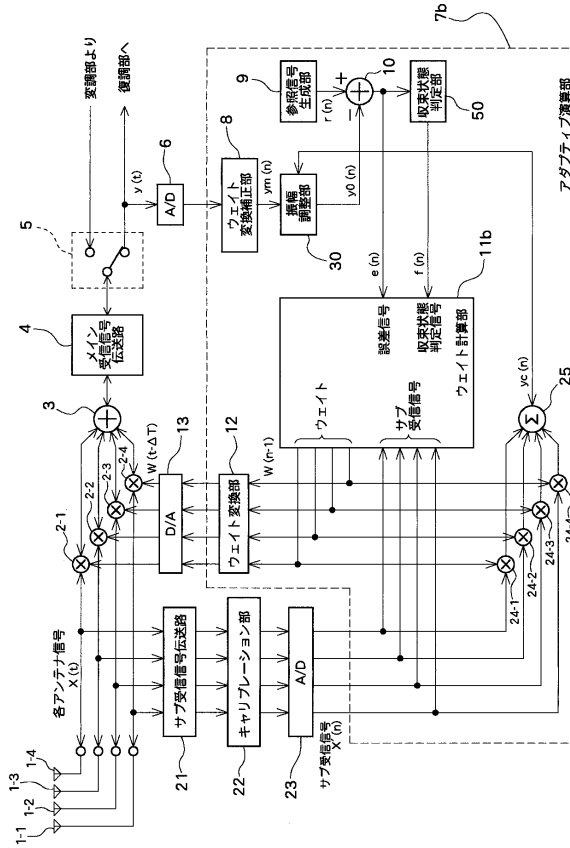 7b
変調部より
復調部へ
5
y (t)
6
A/D
4
メイン
受信信号
伝送路
3
2-1
2-2
2-3
2-4
W (t-ΔT)
13
D/A
12
ウェイト変換部
W (n-1)
各アンテナ信号
X (t)
1-4
1-3
1-2
1-1
8
ウェイト
変換補正部
ym (n)
9
参照信号
生成部
r (n)
+
−
10
振幅
調整部
30
y0 (n)
収束状態
判定部
50
e (n)
f (n)
11b
ウェイト
サブ
受信信号
誤差信号
収束状態
判定信号
ウェイト計算部
サブ受信信号伝送路
21
キャリブレーション部
22
A/D
23
サブ受信信号
X' (n)
24-1
24-2
24-3
24-4
Σ
25
yc (n)
アダプティブ演算部